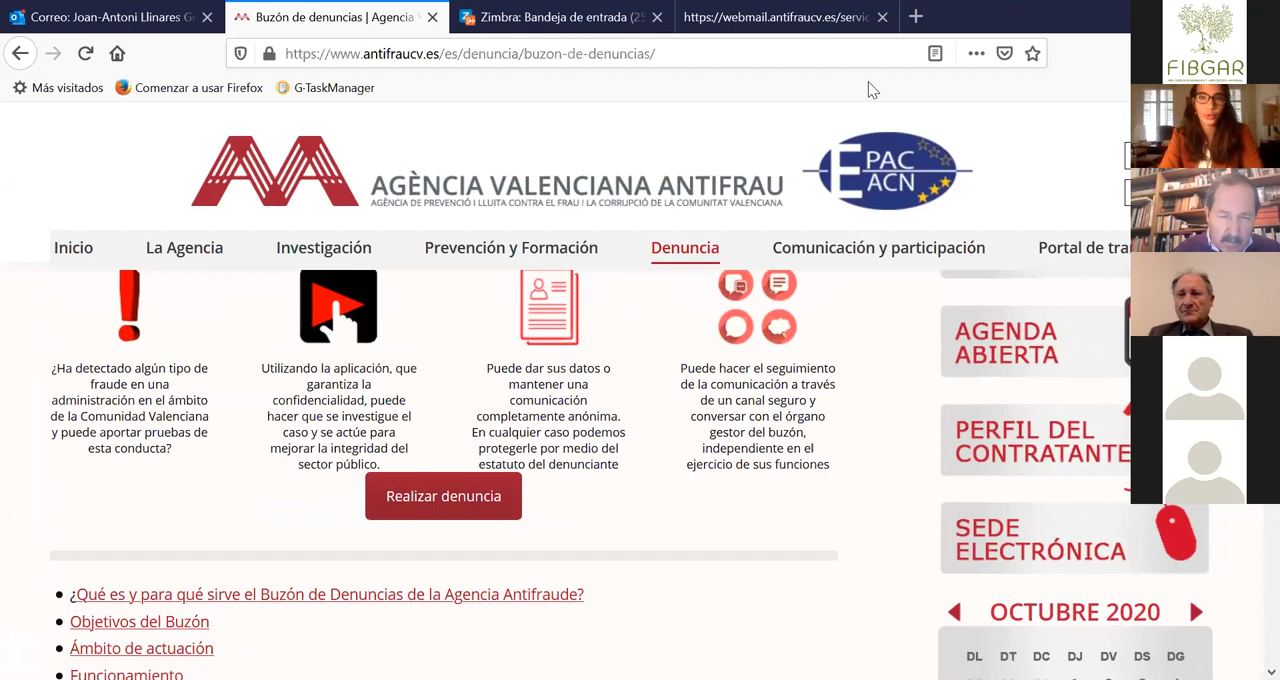 Correo: Joan-Antoni Llinares G
Buzón de denuncias | Agencia
Zimbra: Bandeja de entrada (2
https://webmail.antifraucv.es/servic
https://www.antifraucv.es/es/denuncia/buzon-de-denuncias/
Más visitados
Comenzar a usar Firefox
G-TaskManager
FIBGAR
AGÈNCIA VALENCIANA ANTIFRAU
AGÈNCIA DE PREVENCIÓ I LLUITA CONTRA EL FRAU I LA CORRUPCIÓ DE LA COMUNITAT VALENCIANA
EPAC
ACN
Inicio
La Agencia
Investigación
Prevención y Formación
Denuncia
Comunicación y participación
Portal de tra
¿Ha detectado algún tipo de
fraude en una
administración en el ámbito
de la Comunidad Valenciana
y puede aportar pruebas de
esta conducta?
Utilizando la aplicación, que
garantiza la
confidencialidad, puede
hacer que se investigue el
caso y se actúe para
mejorar la integridad del
sector público.
Puede dar sus datos o
mantener una
comunicación
completamente anónima.
En cualquier caso podemos
protegerle por medio del
estatuto del denunciante
Puede hacer el seguimiento
de la comunicación a través
de un canal seguro y
conversar con el órgano
gestor del buzón,
independiente en el
ejercicio de sus funciones
Realizar denuncia
AGENDA
ABIERTA
PERFIL DEL
CONTRATANTE
SEDE
ELECTRÓNICA
¿Qué es y para qué sirve el Buzón de Denuncias de la Agencia Antifraude?
Objetivos del Buzón
Ámbito de actuación
Funcionamiento
OCTUBRE 2020
DL DT DC DJ DV DS DG